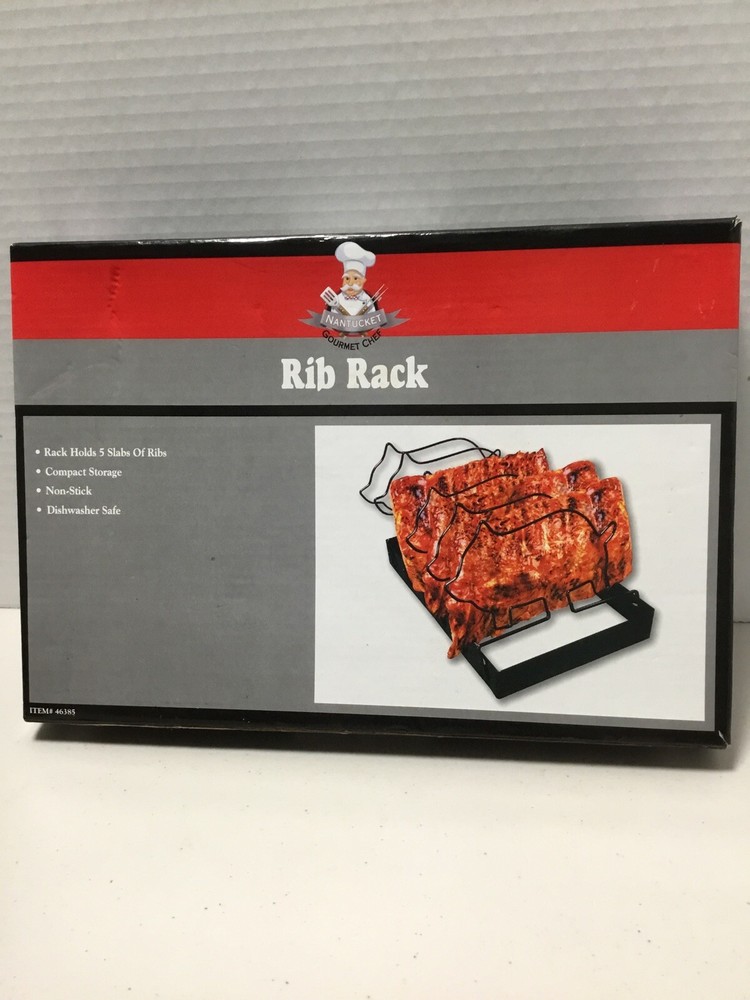 NANTUCKET
GOURMET CHEF
Rib Rack
• Rack Holds 5 Slabs Of Ribs
• Compact Storage
• Non-Stick
• Dishwasher Safe
ITEM# 46385